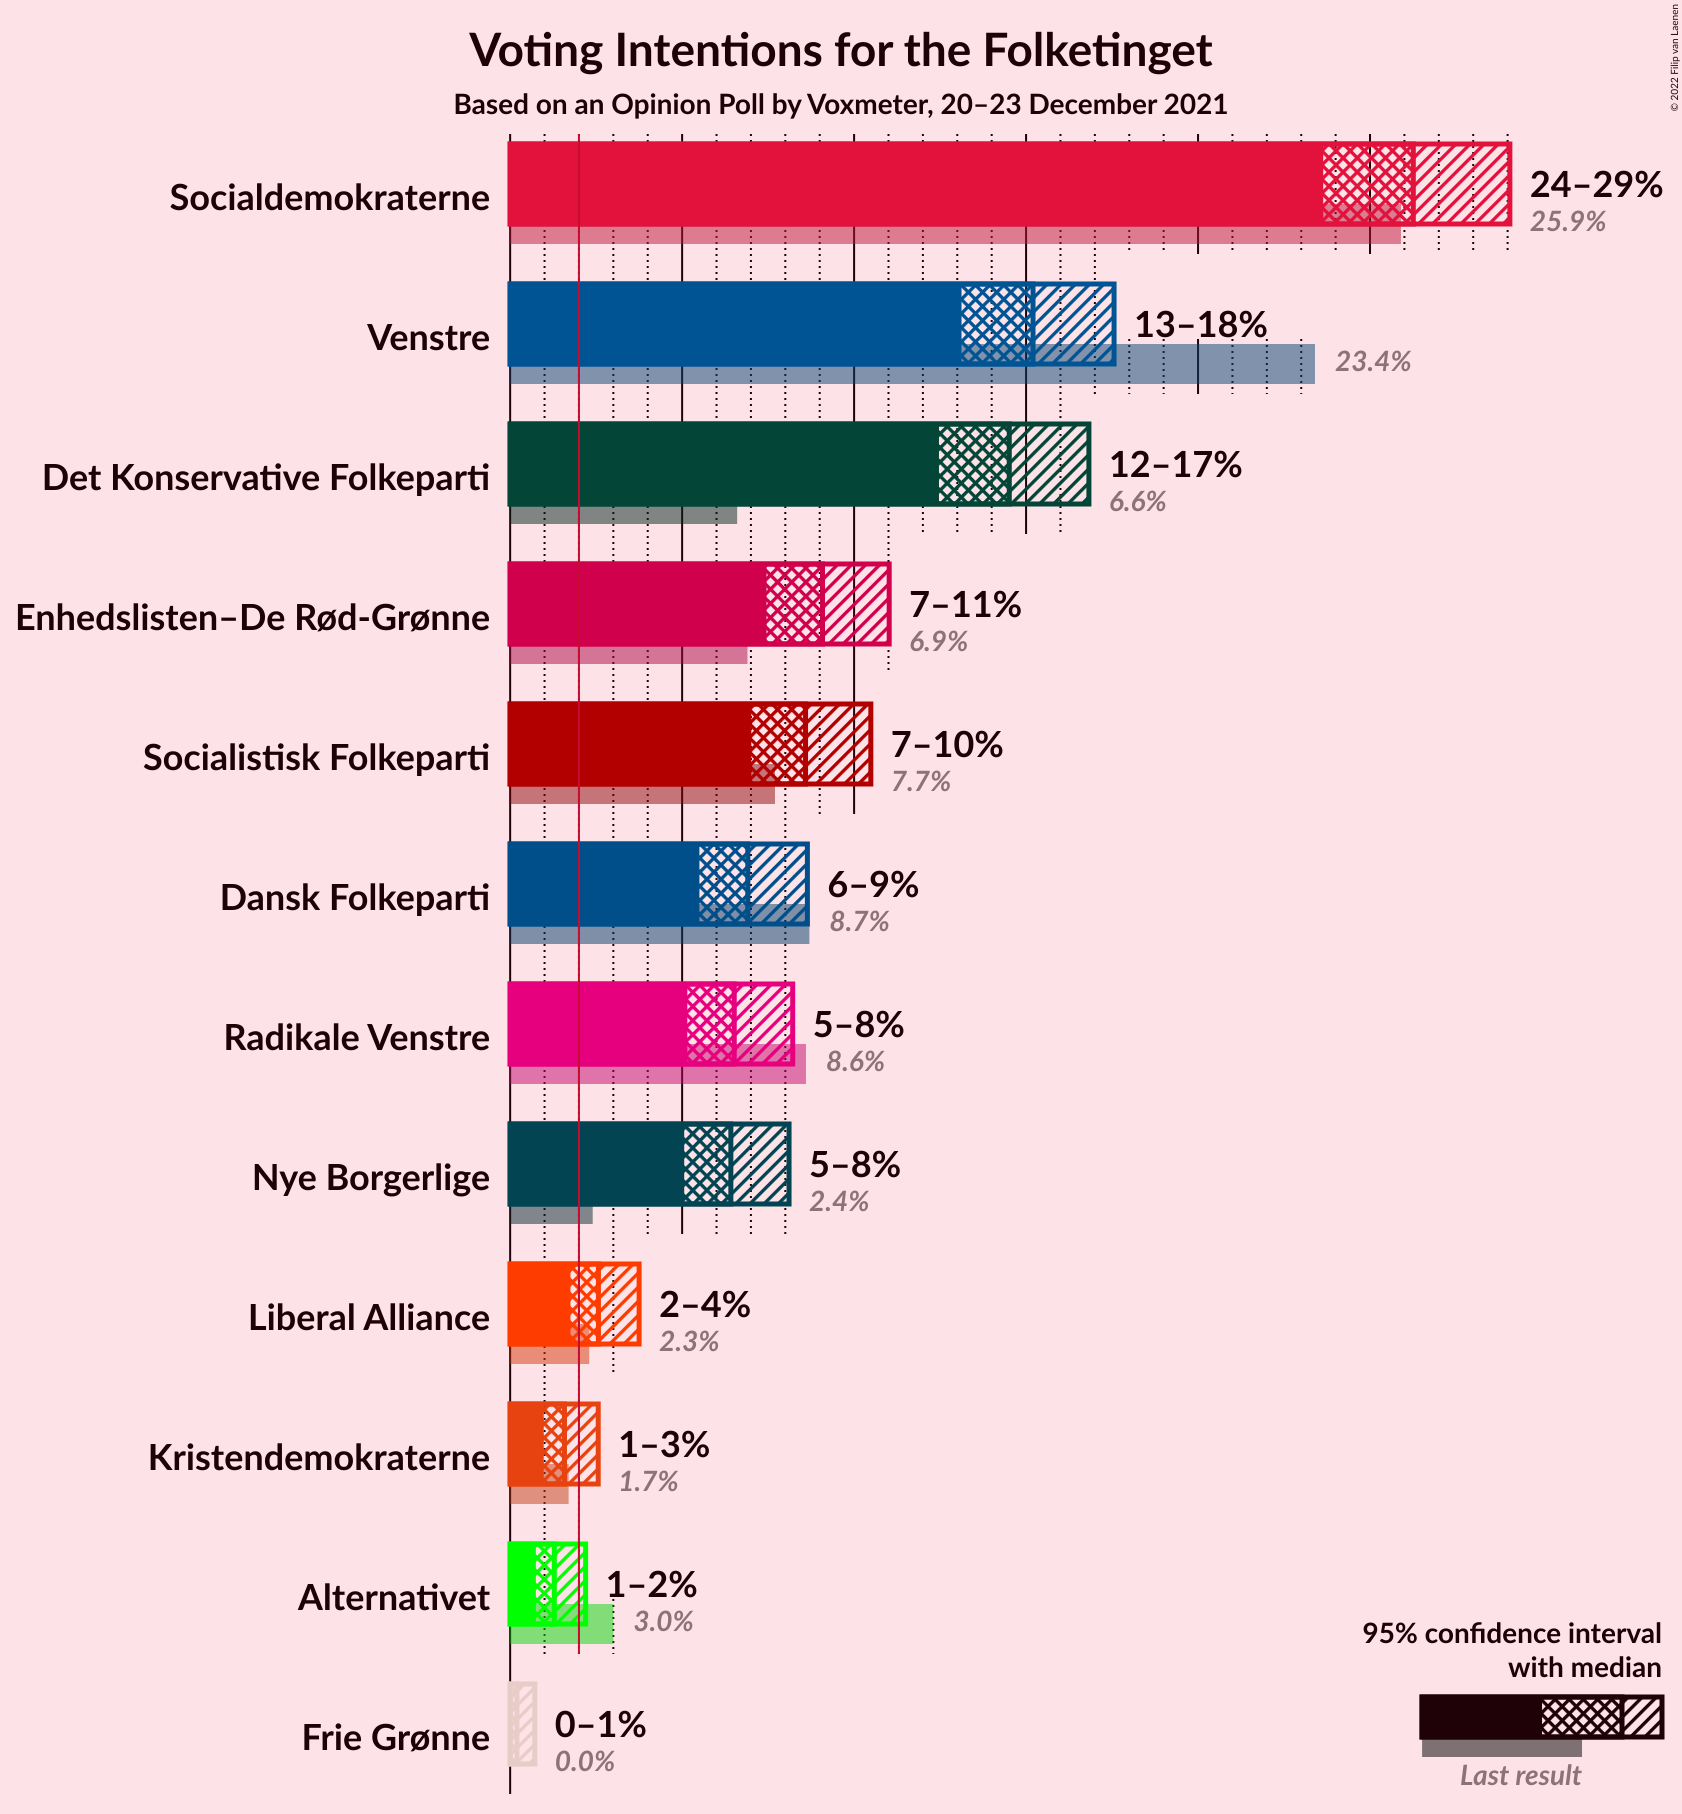 Voting Intentions for the Folketinget
Based on an Opinion Poll by Voxmeter, 20–23 December 2021
© 2022 Filip van Laenen
Socialdemokraterne
24–29%
25.9%
Venstre
13–18%
23.4%
Det Konservative Folkeparti
12–17%
6.6%
Enhedslisten–De Rød-Grønne
7–11%
6.9%
Socialistisk Folkeparti
7–10%
7.7%
Dansk Folkeparti
6–9%
8.7%
Radikale Venstre
5–8%
8.6%
Nye Borgerlige
5–8%
2.4%
Liberal Alliance
2–4%
2.3%
Kristendemokraterne
1–3%
1.7%
Alternativet
1–2%
3.0%
Frie Grønne
0–1%
0.0%
95% confidence interval
with median
Last result